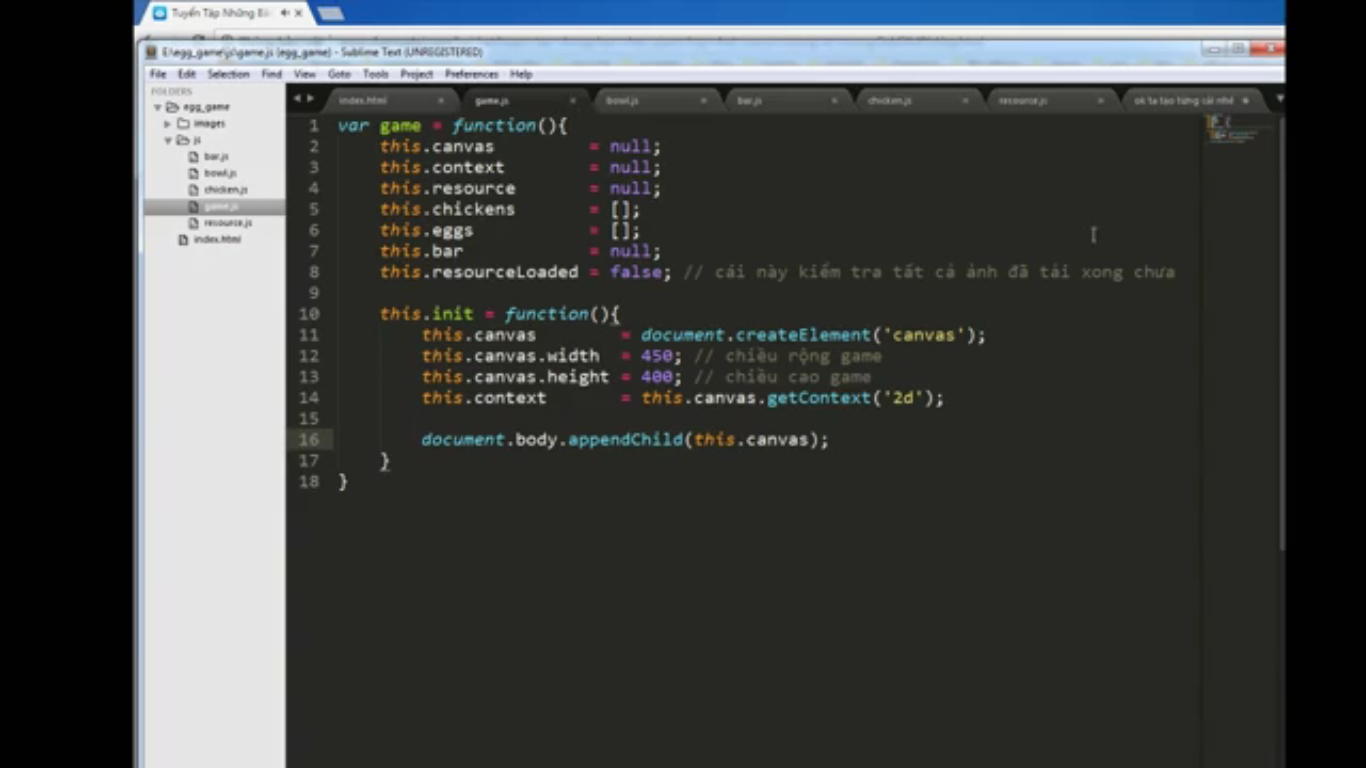 Tuyển Tập Những Bài
E:\egg_game\js\game.js (egg_game) - Sublime Text (UNREGISTERED)
File Edit Selection Find View Goto Tools Project Preferences Help
FOLDERS
egg_game
images
js
bar.js
bowl.js
chicken.js
game.js
resource.js
index.html
index.html game.js bowl.js bar.js chicken.js resource.js ok ta tao từng cái nhé
1 var game = function(){
2 this.canvas = null;
3 this.context = null;
4 this.resource = null;
5 this.chickens = [];
6 this.eggs = [];
7 this.bar = null;
8 this.resourceLoaded = false; // cái này kiểm tra tất cả ảnh đã tải xong chưa
9
10 this.init = function(){
11 this.canvas = document.createElement('canvas');
12 this.canvas.width = 450; // chiều rộng game
13 this.canvas.height = 400; // chiều cao game
14 this.context = this.canvas.getContext('2d');
15
16 document.body.appendChild(this.canvas);
17 }
18 }